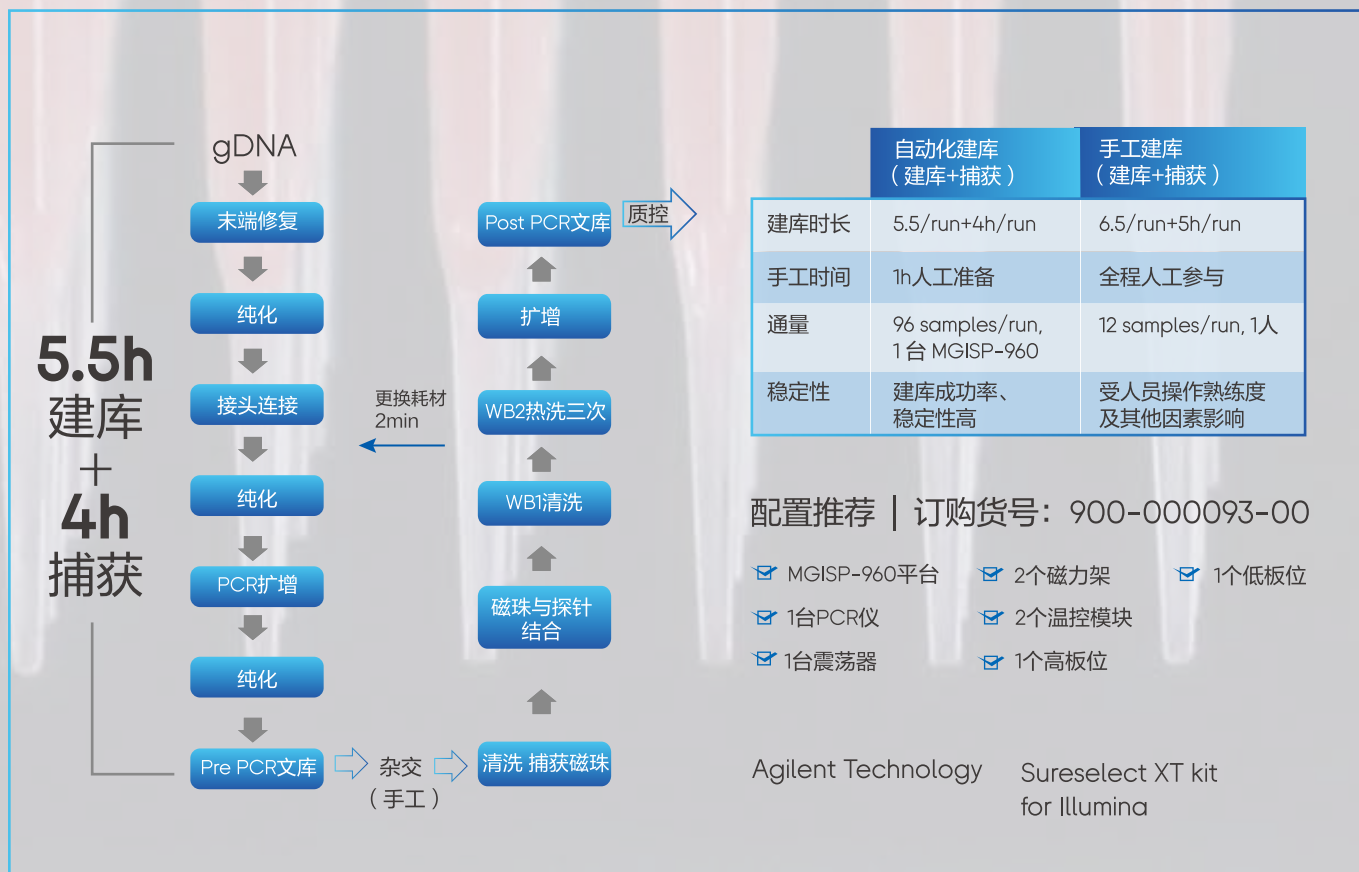 5.5h
建库
+
4h
捕获
gDNA
末端修复
纯化
接头连接
纯化
PCR扩增
纯化
Pre PCR文库
杂交
（手工）
清洗 捕获磁珠
磁珠与探针
结合
WB1清洗
WB2热洗三次
扩增
Post PCR文库
质控
更换耗材
2min
自动化建库
（建库+捕获）
手工建库
（建库+捕获）
建库时长
5.5/run+4h/run
6.5/run+5h/run
手工时间
1h人工准备
全程人工参与
通量
96 samples/run,
1 台 MGISP-960
12 samples/run, 1人
稳定性
建库成功率、
稳定性高
受人员操作熟练度
及其他因素影响
配置推荐 | 订购货号：900-000093-00
MGISP-960平台
2个磁力架
1个低板位
1台PCR仪
2个温控模块
1台震荡器
1个高板位
Agilent Technology
Sureselect XT kit
for Illumina